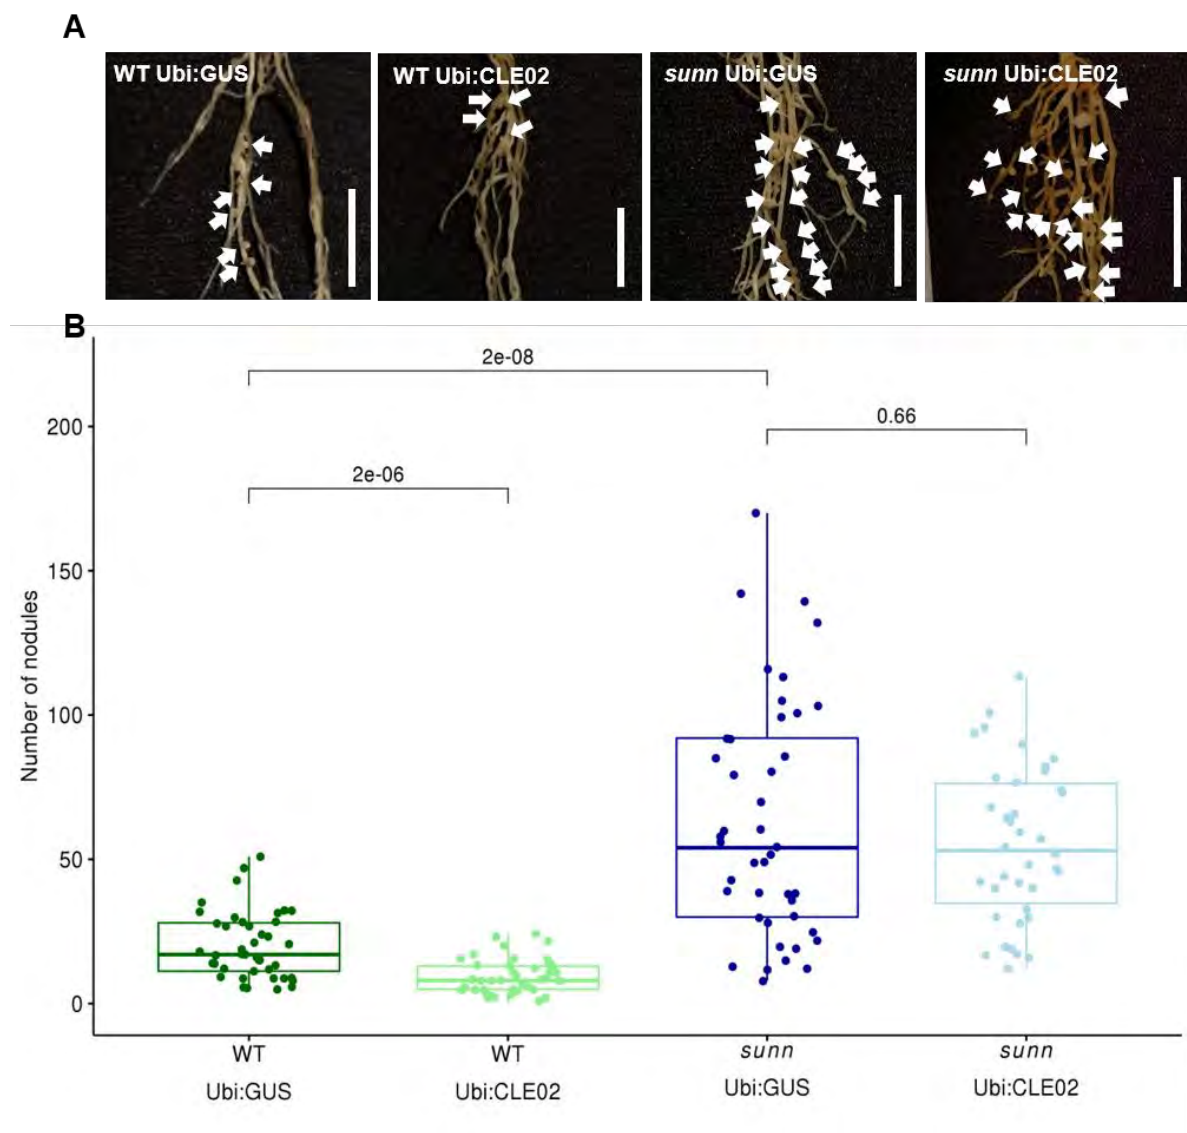 A
WT Ubi:GUS
WT Ubi:CLE02
sunn Ubi:GUS
sunn Ubi:CLE02
B
2e-08
0.66
2e-06
200
150
100
50
0
Number of nodules
WT
Ubi:GUS
WT
Ubi:CLE02
sunn
Ubi:GUS
sunn
Ubi:CLE02